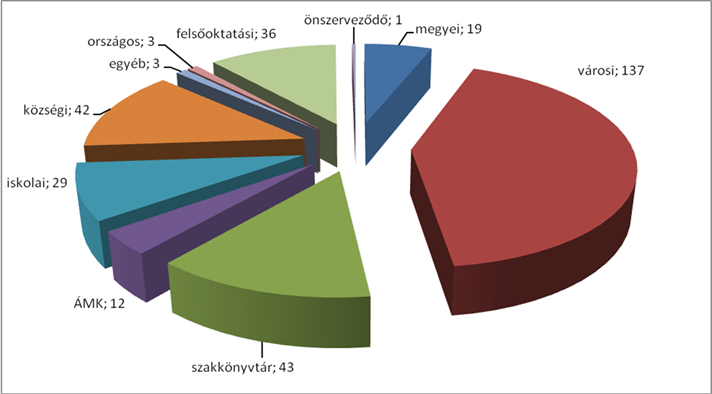 önszerveződő; 1
megyei; 19
városi; 137
szakkönyvtár; 43
ÁMK; 12
iskolai; 29
községi; 42
egyéb; 3
országos; 3
felsőoktatási; 36